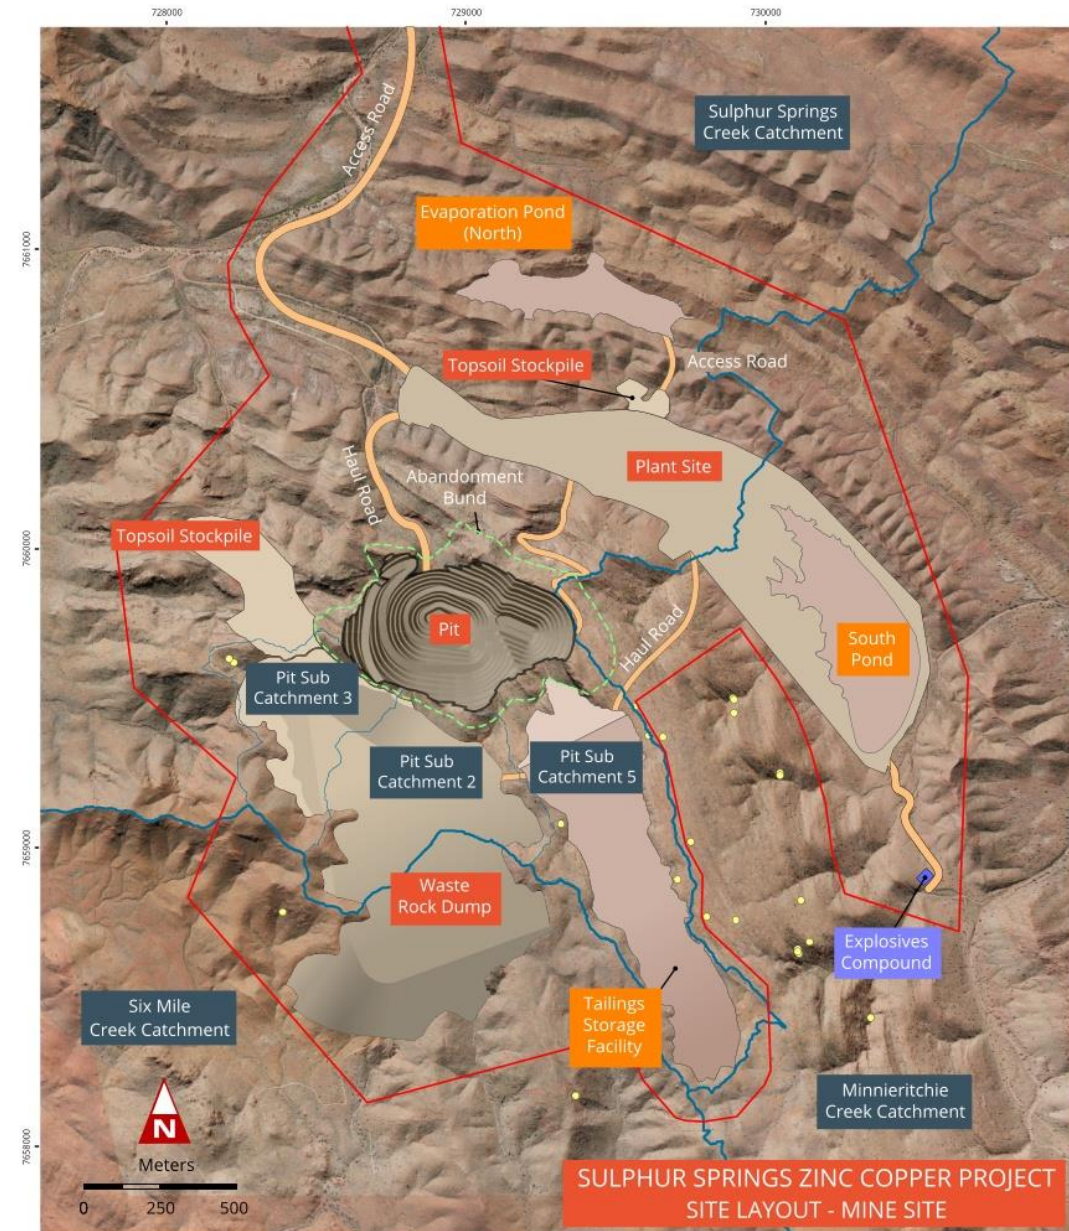 728000
729000
730000
Access Road
Sulphur Springs
Creek Catchment
Evaporation Pond
(North)
7661000
Topsoil Stockpile
Access Road
Haul Road
Abandonment
Bund
Plant Site
Topsoil Stockpile
7660000
Pit
Haul Road
South
Pond
Pit Sub
Catchment 3
Pit Sub
Catchment 2
Pit Sub
Catchment 5
7659000
Waste
Rock Dump
Explosives
Compound
Six Mile
Creek Catchment
Tailings
Storage
Facility
Minnieritchie
Creek Catchment
N
7658000
Meters
0 250 500
SULPHUR SPRINGS ZINC COPPER PROJECT
SITE LAYOUT - MINE SITE